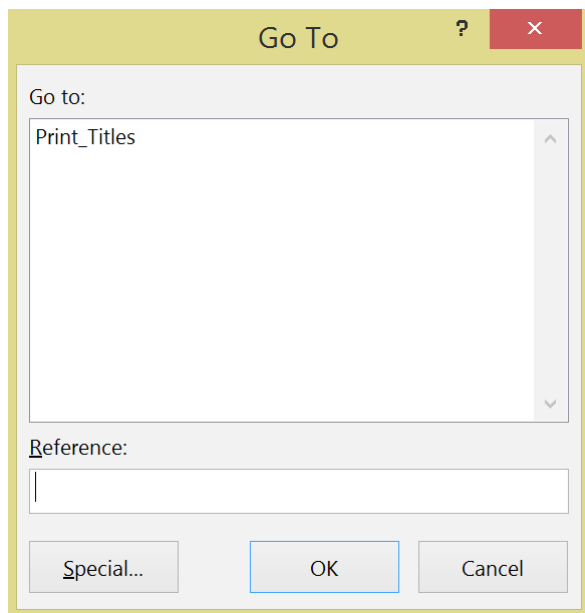 Go To
?
Go to:
Print_Titles
Reference:
Special...
OK
Cancel